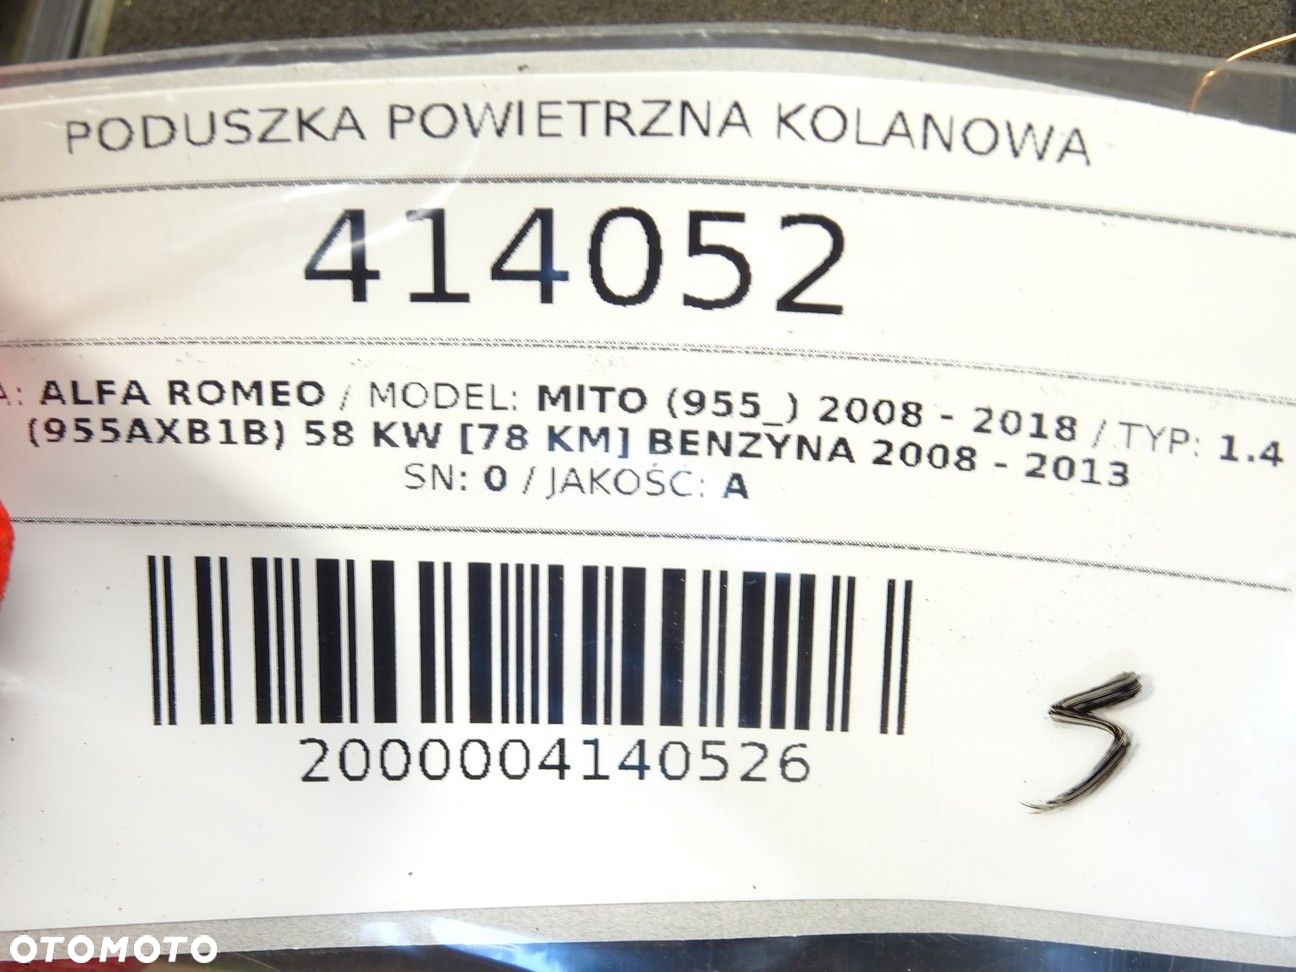 PODUSZKA POWIETRZNA KOLANOWA
414052
A: ALFA ROMEO / MODEL: MITO (955_) 2008 - 2018 / TYP: 1.4
(955AXB1B) 58 KW [78 KM] BENZYNA 2008 - 2013
SN: 0 / JAKOŚĆ: A
2000004140526
5
OTOMOTO